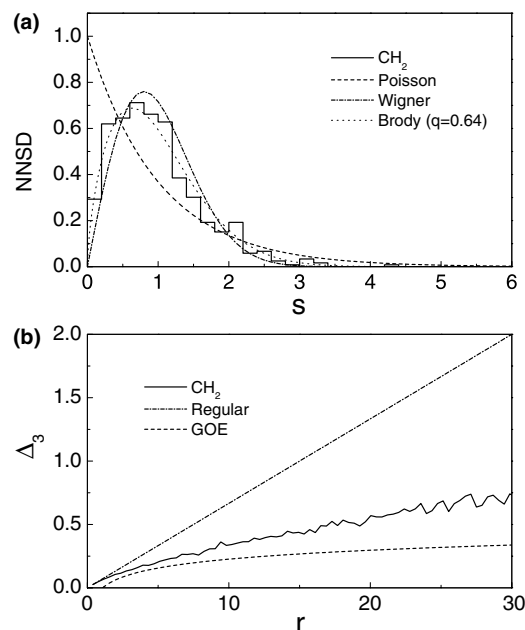 (a)
1.0
0.8
0.6
0.4
0.2
0.0
NNSD
CH₂
Poisson
Wigner
Brody (q=0.64)
0 1 2 3 4 5 6
S
(b)
2.0
1.5
1.0
0.5
0.0
Δ₃
CH₂
Regular
GOE
0 10 20 30
r